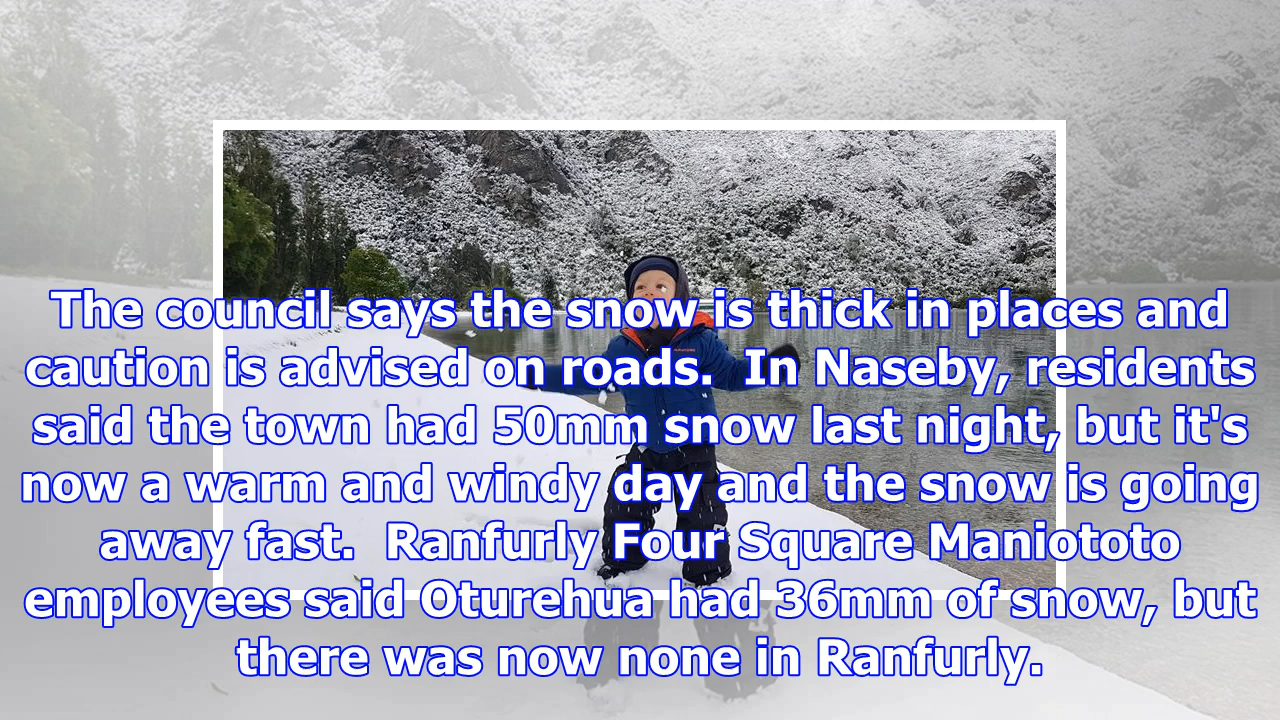 The council says the snow is thick in places and
caution is advised on roads.  In Naseby, residents
said the town had 50mm snow last night, but it's
now a warm and windy day and the snow is going
away fast.  Ranfurly Four Square Maniototo
employees said Oturehua had 36mm of snow, but
there was now none in Ranfurly.